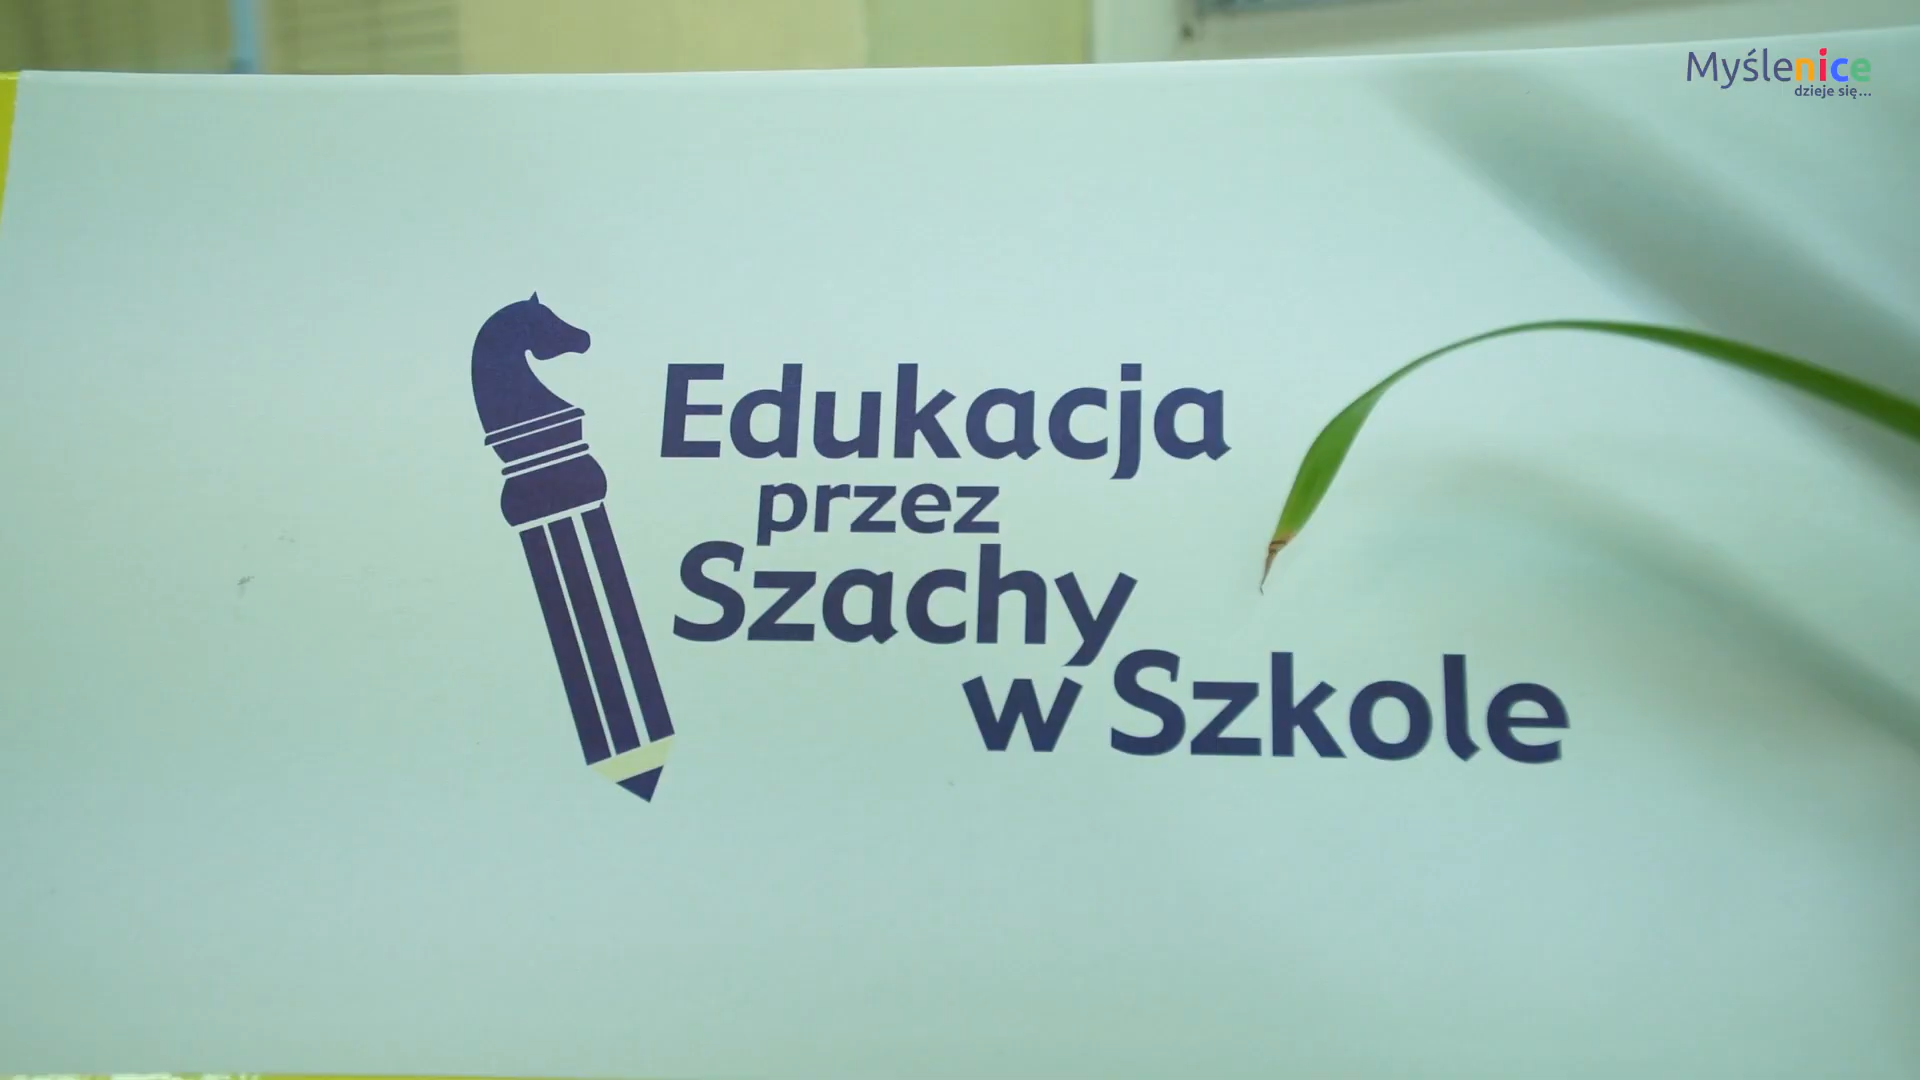 Myślenice
dzieje się...
Edukacja
przez
Szachy
w Szkole